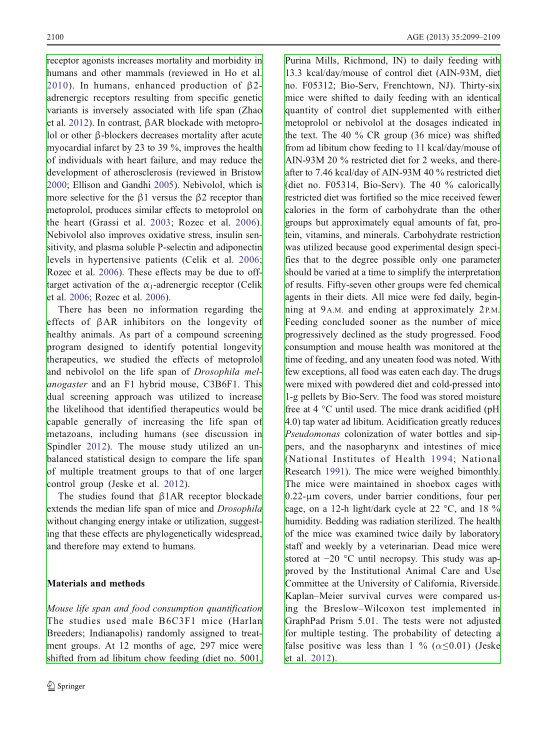 2100
AGE (2013) 35:2099–2109
receptor agonists increases mortality and morbidity in
humans and other mammals (reviewed in Ho et al.
2010). In humans, enhanced production of β2-
adrenergic receptors resulting from specific genetic
variants is inversely associated with life span (Zhao
et al. 2012). In contrast, βAR blockade with metopro-
lol or other β-blockers decreases mortality after acute
myocardial infarct by 23 to 39 %, improves the health
of individuals with heart failure, and may reduce the
development of atherosclerosis (reviewed in Bristow
2000; Ellison and Gandhi 2005). Nebivolol, which is
more selective for the β1 versus the β2 receptor than
metoprolol, produces similar effects to metoprolol on
the heart (Grassi et al. 2003; Rozec et al. 2006).
Nebivolol also improves oxidative stress, insulin sen-
sitivity, and plasma soluble P-selectin and adiponectin
levels in hypertensive patients (Celik et al. 2006;
Rozec et al. 2006). These effects may be due to off-
target activation of the α₁-adrenergic receptor (Celik
et al. 2006; Rozec et al. 2006).
There has been no information regarding the
effects of βAR inhibitors on the longevity of
healthy animals. As part of a compound screening
program designed to identify potential longevity
therapeutics, we studied the effects of metoprolol
and nebivolol on the life span of Drosophila mel-
anogaster and an F1 hybrid mouse, C3B6F1. This
dual screening approach was utilized to increase
the likelihood that identified therapeutics would be
capable generally of increasing the life span of
metazoans, including humans (see discussion in
Spindler 2012). The mouse study utilized an un-
balanced statistical design to compare the life span
of multiple treatment groups to that of one larger
control group (Jeske et al. 2012).
The studies found that β1AR receptor blockade
extends the median life span of mice and Drosophila
without changing energy intake or utilization, suggest-
ing that these effects are phylogenetically widespread,
and therefore may extend to humans.
Materials and methods
Mouse life span and food consumption quantification
The studies used male B6C3F1 mice (Harlan
Breeders; Indianapolis) randomly assigned to treat-
ment groups. At 12 months of age, 297 mice were
shifted from ad libitum chow feeding (diet no. 5001,
Purina Mills, Richmond, IN) to daily feeding with
13.3 kcal/day/mouse of control diet (AIN-93M, diet
no. F05312; Bio-Serv, Frenchtown, NJ). Thirty-six
mice were shifted to daily feeding with an identical
quantity of control diet supplemented with either
metoprolol or nebivolol at the dosages indicated in
the text. The 40 % CR group (36 mice) was shifted
from ad libitum chow feeding to 11 kcal/day/mouse of
AIN-93M 20 % restricted diet for 2 weeks, and there-
after to 7.46 kcal/day of AIN-93M 40 % restricted diet
(diet no. F05314, Bio-Serv). The 40 % calorically
restricted diet was fortified so the mice received fewer
calories in the form of carbohydrate than the other
groups but approximately equal amounts of fat, pro-
tein, vitamins, and minerals. Carbohydrate restriction
was utilized because good experimental design speci-
fies that to the degree possible only one parameter
should be varied at a time to simplify the interpretation
of results. Fifty-seven other groups were fed chemical
agents in their diets. All mice were fed daily, begin-
ning at 9 A.M. and ending at approximately 2 P.M.
Feeding concluded sooner as the number of mice
progressively declined as the study progressed. Food
consumption and mouse health was monitored at the
time of feeding, and any uneaten food was noted. With
few exceptions, all food was eaten each day. The drugs
were mixed with powdered diet and cold-pressed into
1-g pellets by Bio-Serv. The food was stored moisture
free at 4 °C until used. The mice drank acidified (pH
4.0) tap water ad libitum. Acidification greatly reduces
Pseudomonas colonization of water bottles and sip-
pers, and the nasopharynx and intestines of mice
(National Institutes of Health 1994; National
Research 1991). The mice were weighed bimonthly.
The mice were maintained in shoebox cages with
0.22-μm covers, under barrier conditions, four per
cage, on a 12-h light/dark cycle at 22 °C, and 18 %
humidity. Bedding was radiation sterilized. The health
of the mice was examined twice daily by laboratory
staff and weekly by a veterinarian. Dead mice were
stored at −20 °C until necropsy. This study was ap-
proved by the Institutional Animal Care and Use
Committee at the University of California, Riverside.
Kaplan–Meier survival curves were compared us-
ing the Breslow–Wilcoxon test implemented in
GraphPad Prism 5.01. The tests were not adjusted
for multiple testing. The probability of detecting a
false positive was less than 1 % (α≤0.01) (Jeske
et al. 2012).
Springer